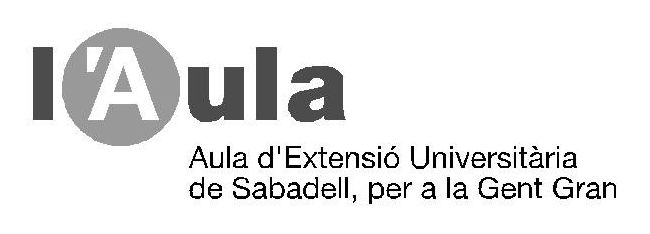 l'Aula
Aula d'Extensió Universitària
de Sabadell, per a la Gent Gran